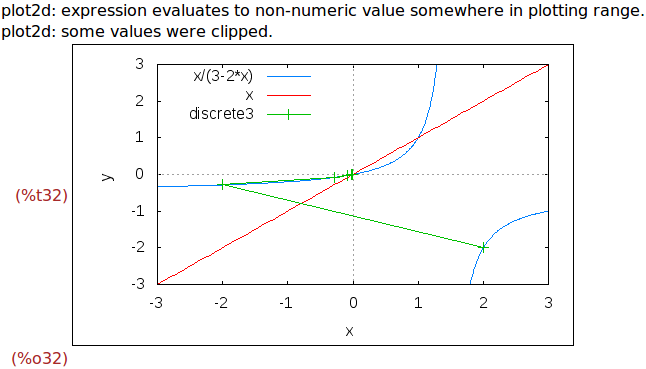 plot2d: expression evaluates to non-numeric value somewhere in plotting range.
plot2d: some values were clipped.
3
x/(3-2*x)
2
x
discrete3
1
y
0
(%t32)
-1
-2
-3
-3 -2 -1 0 1 2 3
x
(%o32)